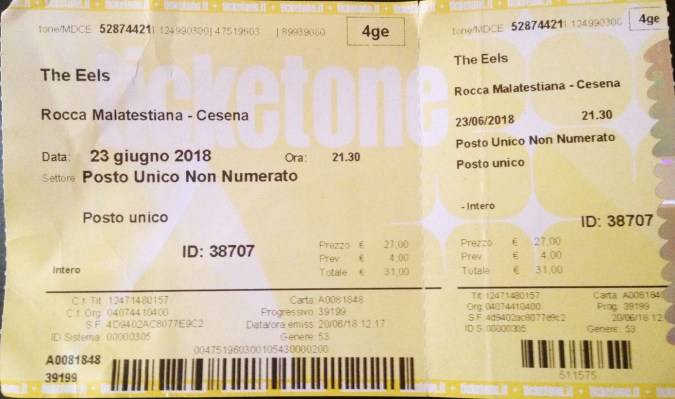 tone/MDCE 52874421| 124990300| 47519603 | 89939060
4ge
ticketone
The Eels
Rocca Malatestiana - Cesena
Data: 23 giugno 2018 Ora: 21.30
Settore Posto Unico Non Numerato
Posto unico
ID: 38707
Intero
Prezzo € 27,00
Prev € 4,00
Totale € 31,00
C.f. Tit. 12471480157 Carta A0081848
C.f. Org. 04074410400 Progressivo 39199
S.F. 4D9402AC8077E9C2 Data/ora emiss. 20/06/18 12.17
ID Sistema 00000305 Genere 53
004751960300105430000200
A0081848
39199
tone/MDCE 52874421
4ge
The Eels
Rocca Malatestiana - Cesena
23/06/2018 21.30
Posto Unico Non Numerato
Posto unico
- Intero
ID: 38707
Prezzo € 27,00
Prev € 4,00
Totale € 31,00
Tit. 12471480157 Carta A0081848
Org 04074410400 Prog. 39199
S.F. 4d9402ac8077e9c2 20/06/18 12.17
ID S. 00000305 Genere: 53
511575